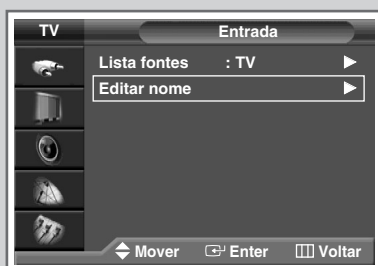 TV Entrada
Lista fontes : TV
Editar nome
Mover Enter Voltar